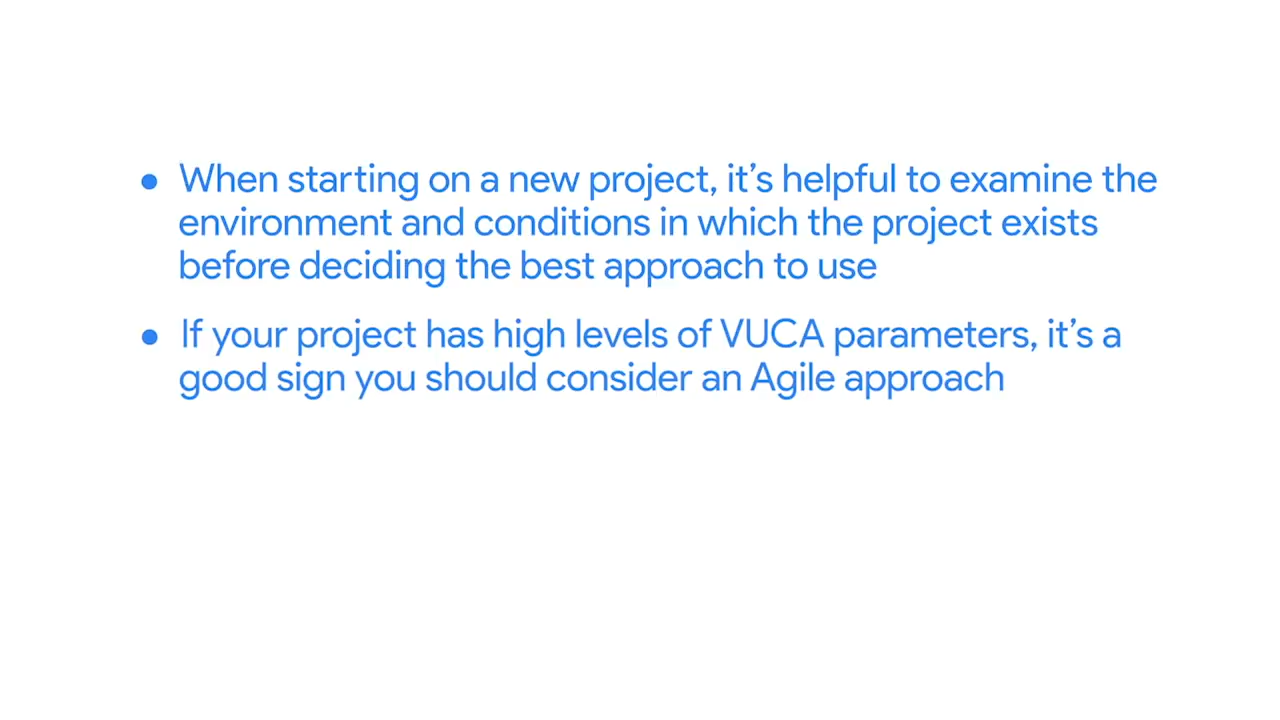 • When starting on a new project, it's helpful to examine the
environment and conditions in which the project exists
before deciding the best approach to use
• If your project has high levels of VUCA parameters, it's a
good sign you should consider an Agile approach